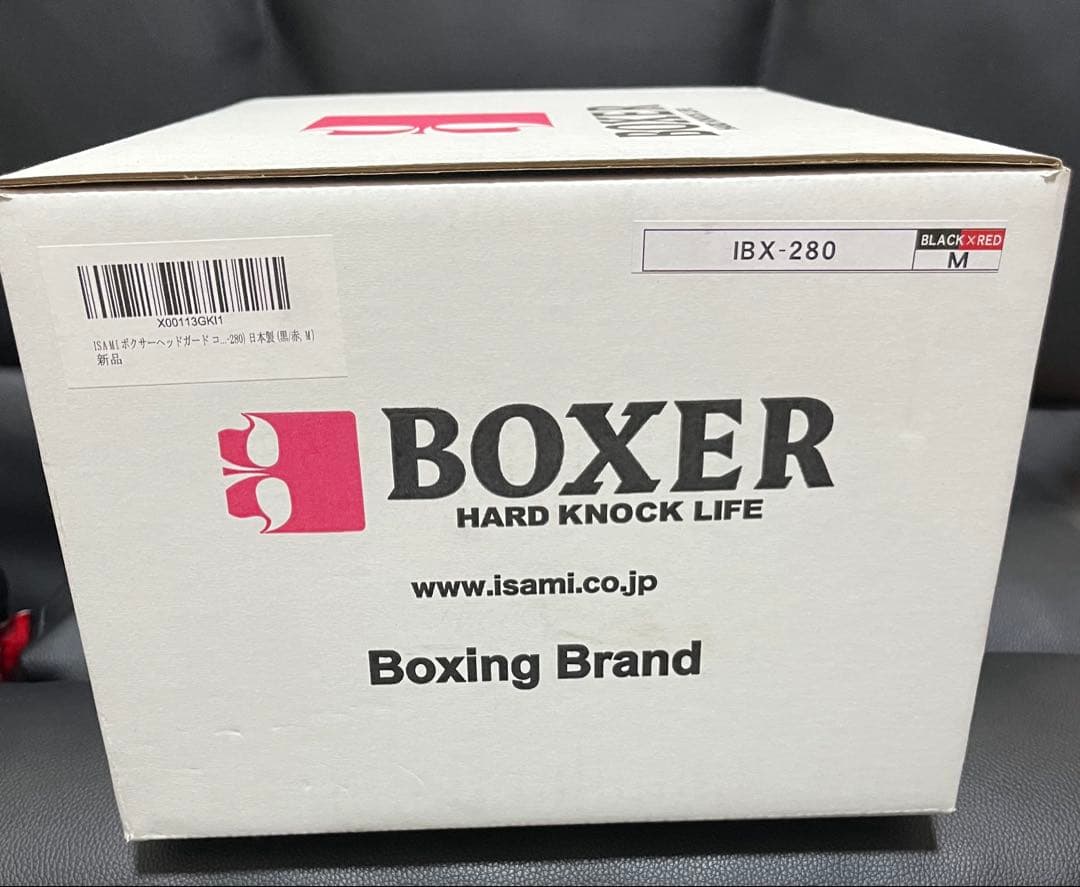 BOXER
IBX-280
BLACK×RED
M
X00113GKI1
ISAMI ボクサーヘッドガード コ...-280) 日本製 (黒/赤, M)
新品
BOXER
HARD KNOCK LIFE
www.isami.co.jp
Boxing Brand